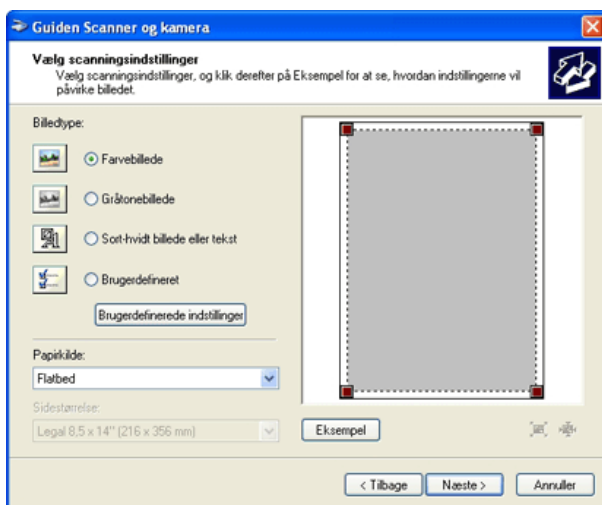 Guiden Scanner og kamera
Vælg scanningsindstillinger
Vælg scanningsindstillinger, og klik derefter på Eksempel for at se, hvordan indstillingerne vil
påvirke billedet.
Billedtype:
Farvebillede
Gråtonebillede
Sort-hvidt billede eller tekst
Brugerdefineret
Brugerdefinerede indstillinger
Papirkilde:
Flatbed
Sidestørrelse:
Legal 8,5 x 14" (216 x 356 mm)
Eksempel
< Tilbage
Næste >
Annuller